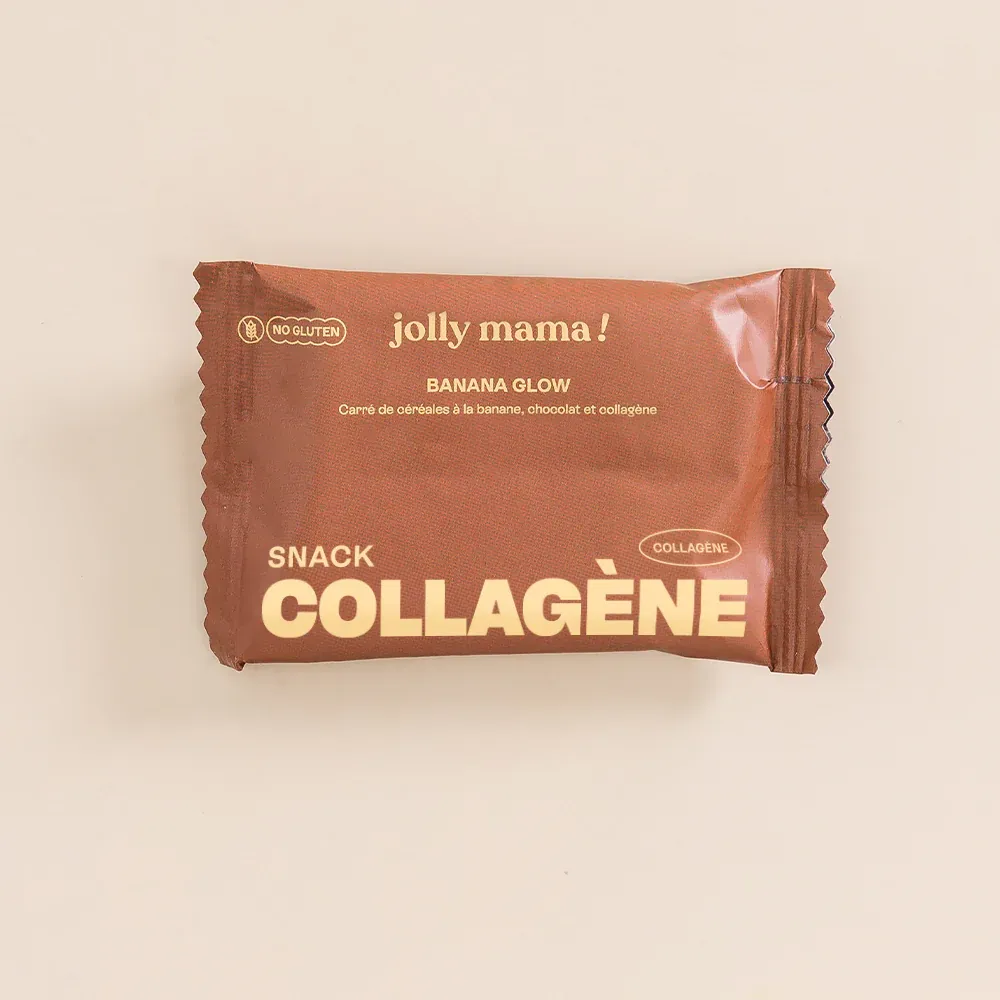 NO GLUTEN
jolly mama !
BANANA GLOW
Carré de céréales à la banane, chocolat et collagène
COLLAGÈNE
SNACK
COLLAGÈNE